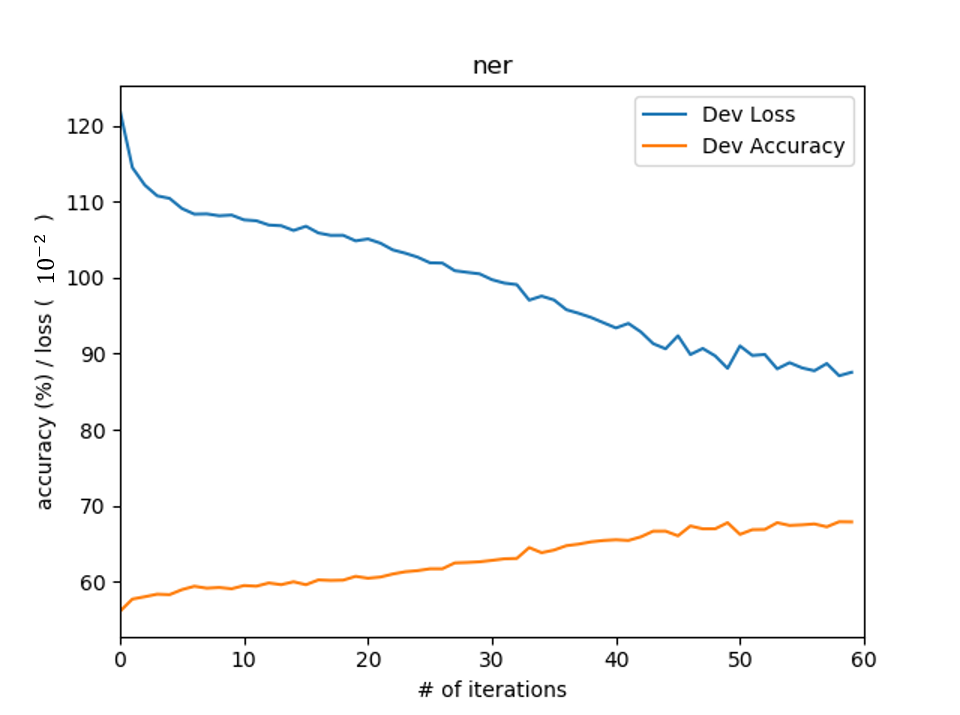 ner
Dev Loss
Dev Accuracy
accuracy (%) / loss ( 10⁻² )
120
110
100
90
80
70
60
0 10 20 30 40 50 60
# of iterations